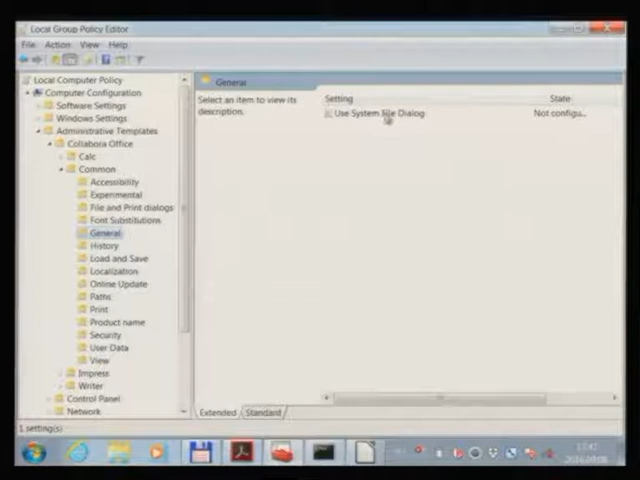 Local Group Policy Editor
File Action View Help
Local Computer Policy
Computer Configuration
Software Settings
Windows Settings
Administrative Templates
Collabora Office
Calc
Common
Accessibility
Experimental
File and Print dialogs
Font Substitutions
General
History
Load and Save
Localization
Online Update
Paths
Print
Product name
Security
User Data
View
Impress
Writer
Control Panel
Network
General
Select an item to view its
description.
Setting State
Use System File Dialog Not configu...
Extended Standard
1 setting(s)